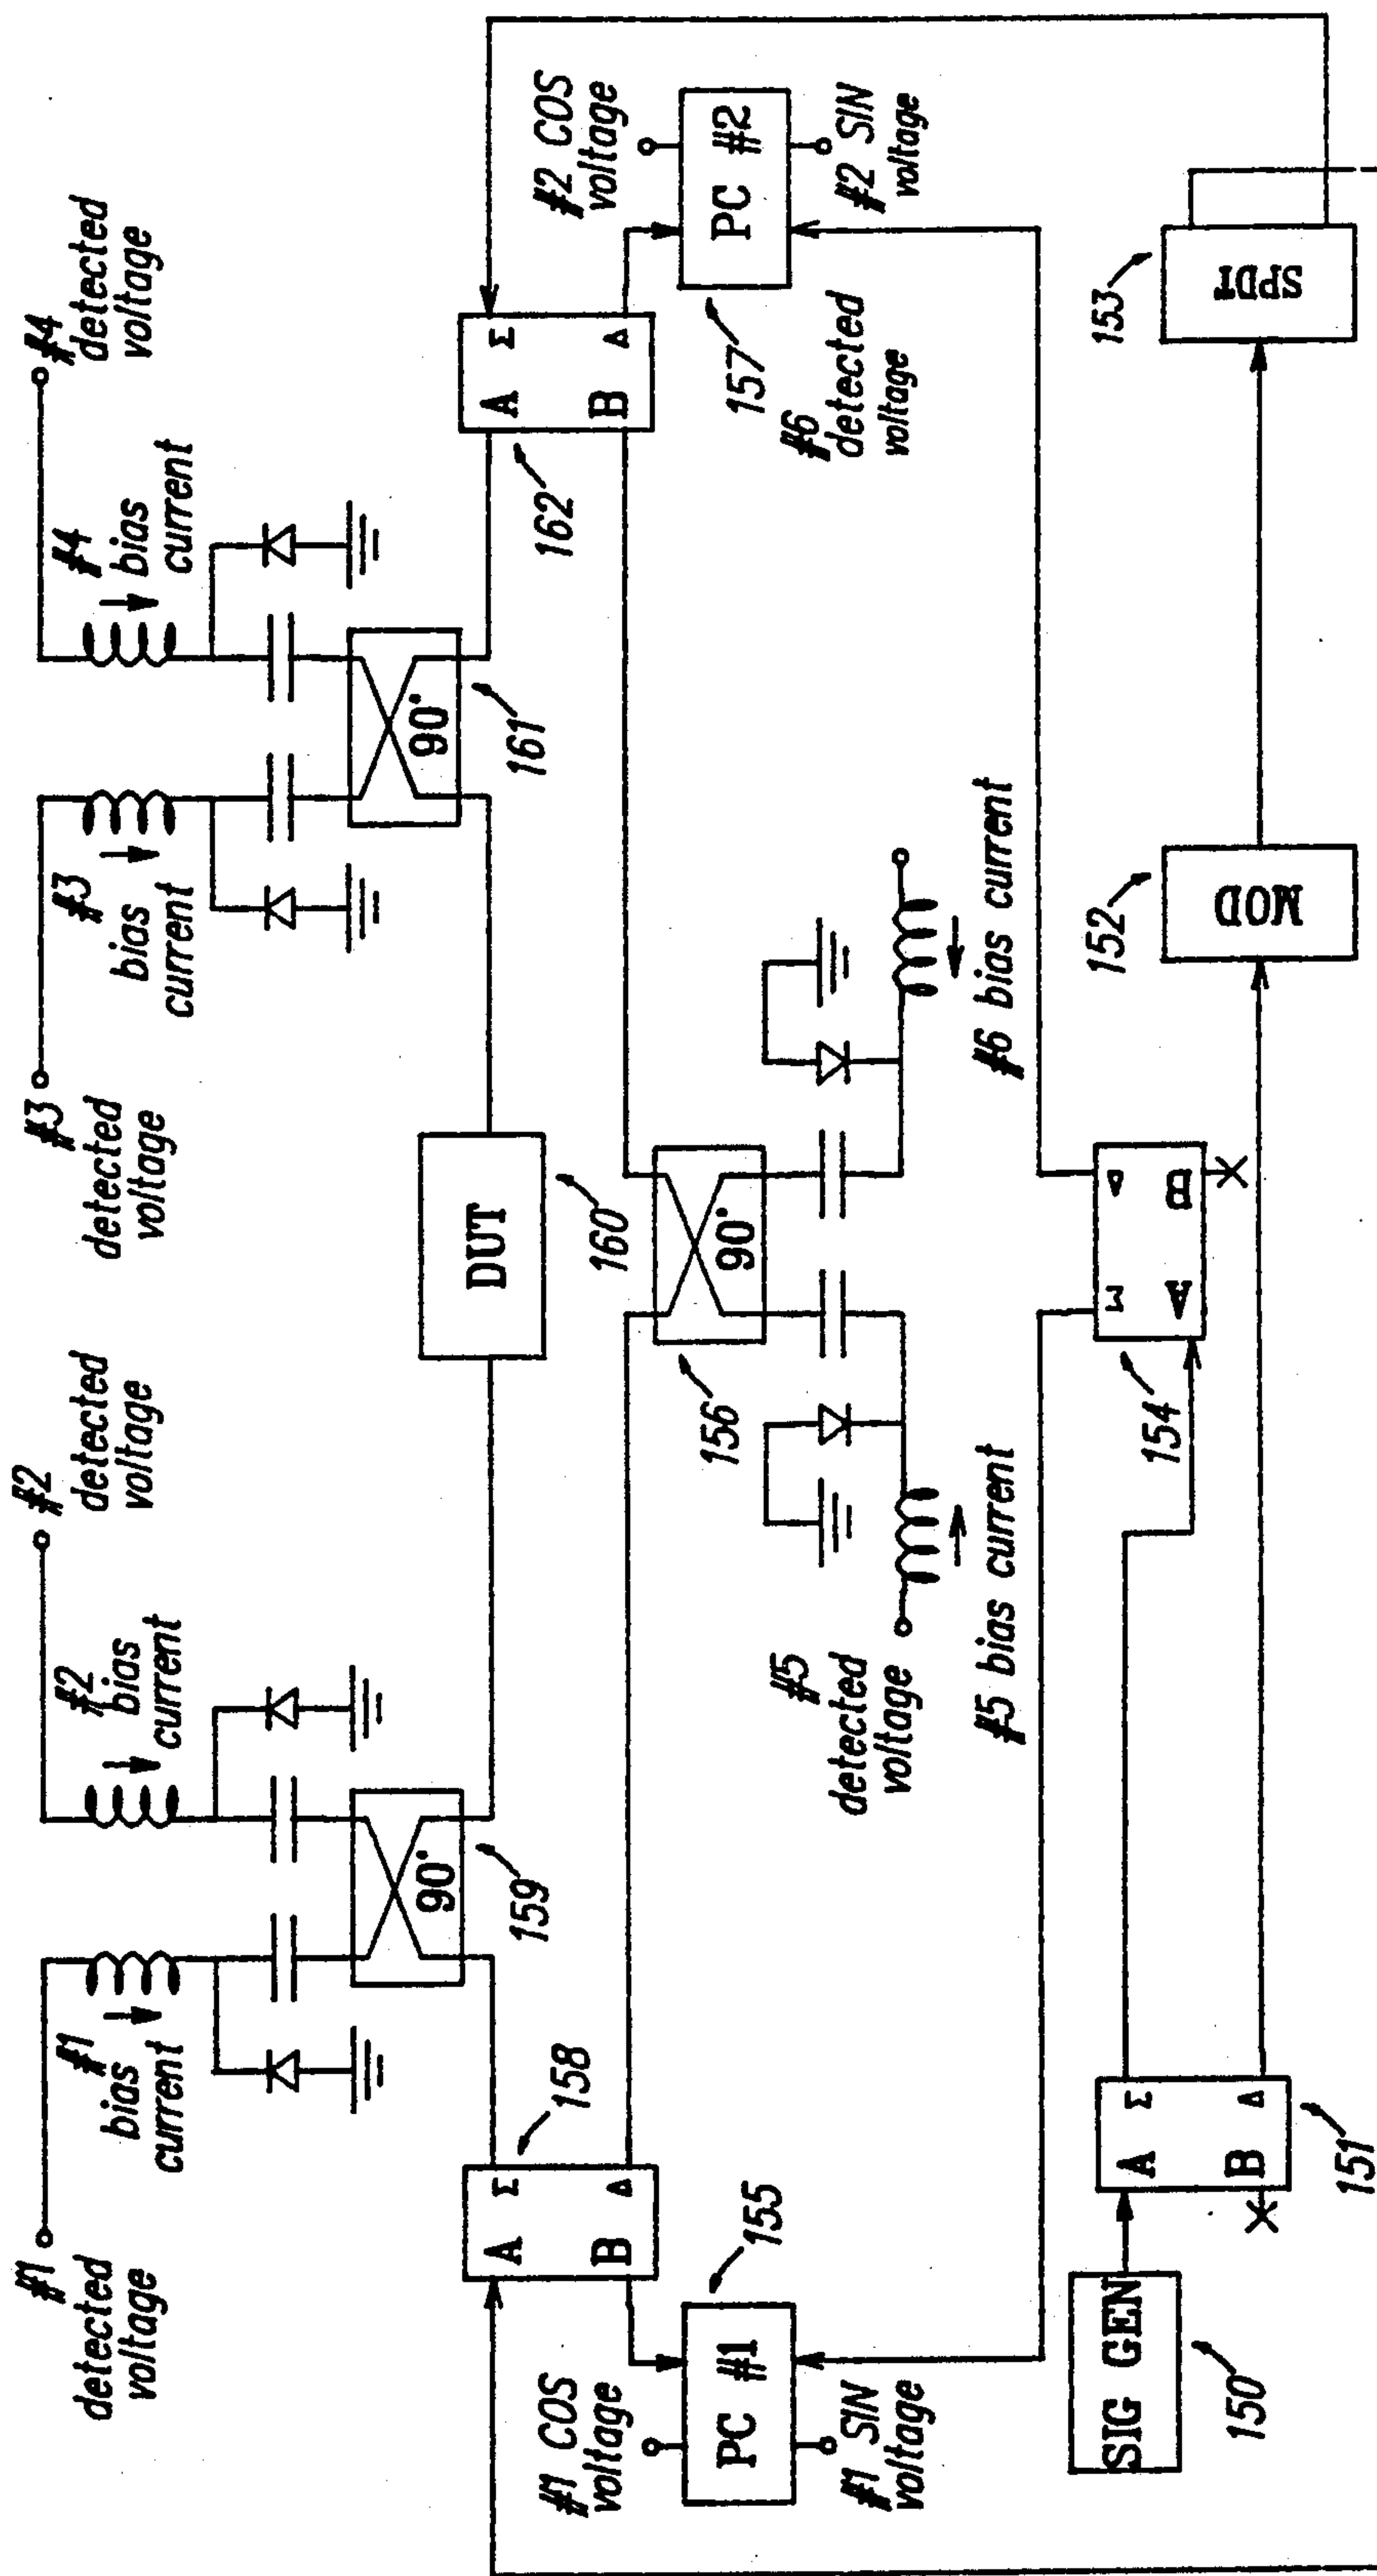 #1
detected
voltage
#1
bias
current
#2
bias
current
#2
detected
voltage
#3
detected
voltage
#3
bias
current
#4
bias
current
#4
detected
voltage
90°
159
90°
161
A Σ
B Δ
158
DUT
160
A Σ
B Δ
162
#1 COS
voltage
PC #1
155
#1 SIN
voltage
90°
156
#2 COS
voltage
PC #2
157
#2 SIN
voltage
#5
detected
voltage
#5 bias current
#6 bias current
#6
detected
voltage
SIG GEN
150
A Σ
B Δ
151
Σ Δ
A B
154
MOD
152
SPDT
153